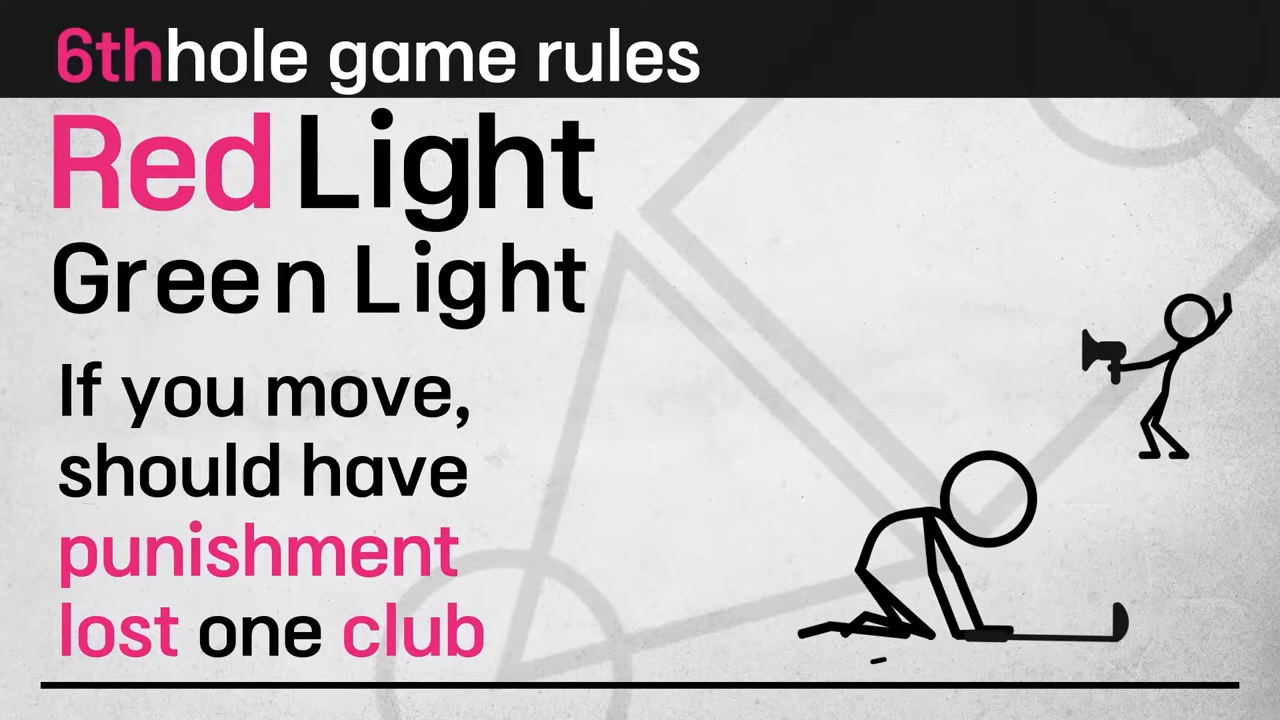 6thhole game rules
Red Light
Green Light
If you move,
should have
punishment
lost one club